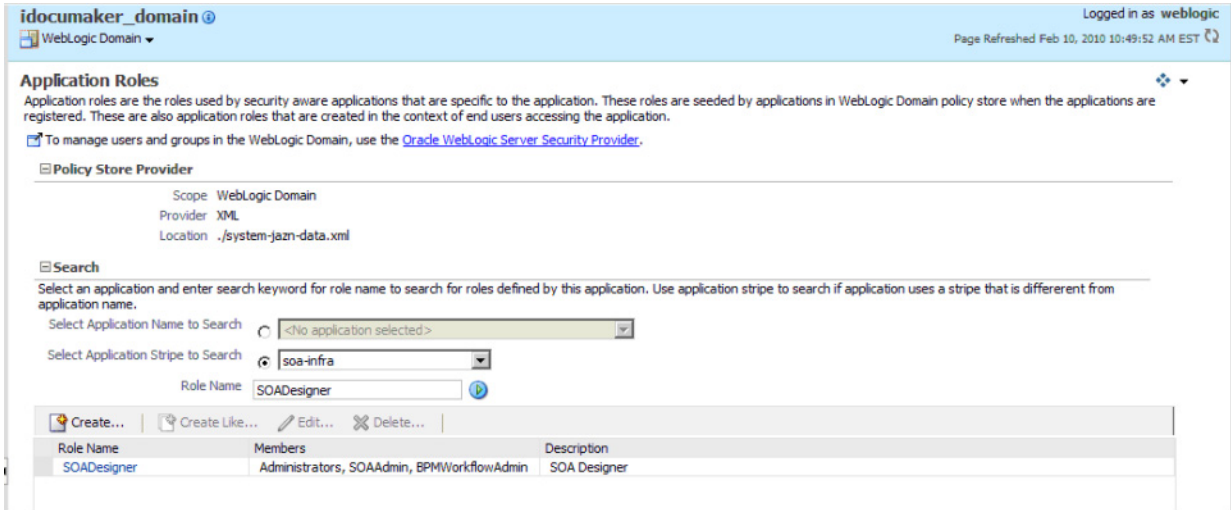 idocumaker_domain
Logged in as weblogic
WebLogic Domain
Page Refreshed Feb 10, 2010 10:49:52 AM EST
Application Roles
Application roles are the roles used by security aware applications that are specific to the application. These roles are seeded by applications in WebLogic Domain policy store when the applications are
registered. These are also application roles that are created in the context of end users accessing the application.
To manage users and groups in the WebLogic Domain, use the Oracle WebLogic Server Security Provider.
Policy Store Provider
Scope WebLogic Domain
Provider XML
Location ./system-jazn-data.xml
Search
Select an application and enter search keyword for role name to search for roles defined by this application. Use application stripe to search if application uses a stripe that is differerent from
application name.
Select Application Name to Search <No application selected>
Select Application Stripe to Search soa-infra
Role Name SOADesigner
Create... Create Like... Edit... Delete...
Role Name Members Description
SOADesigner Administrators, SOAAdmin, BPMWorkflowAdmin SOA Designer